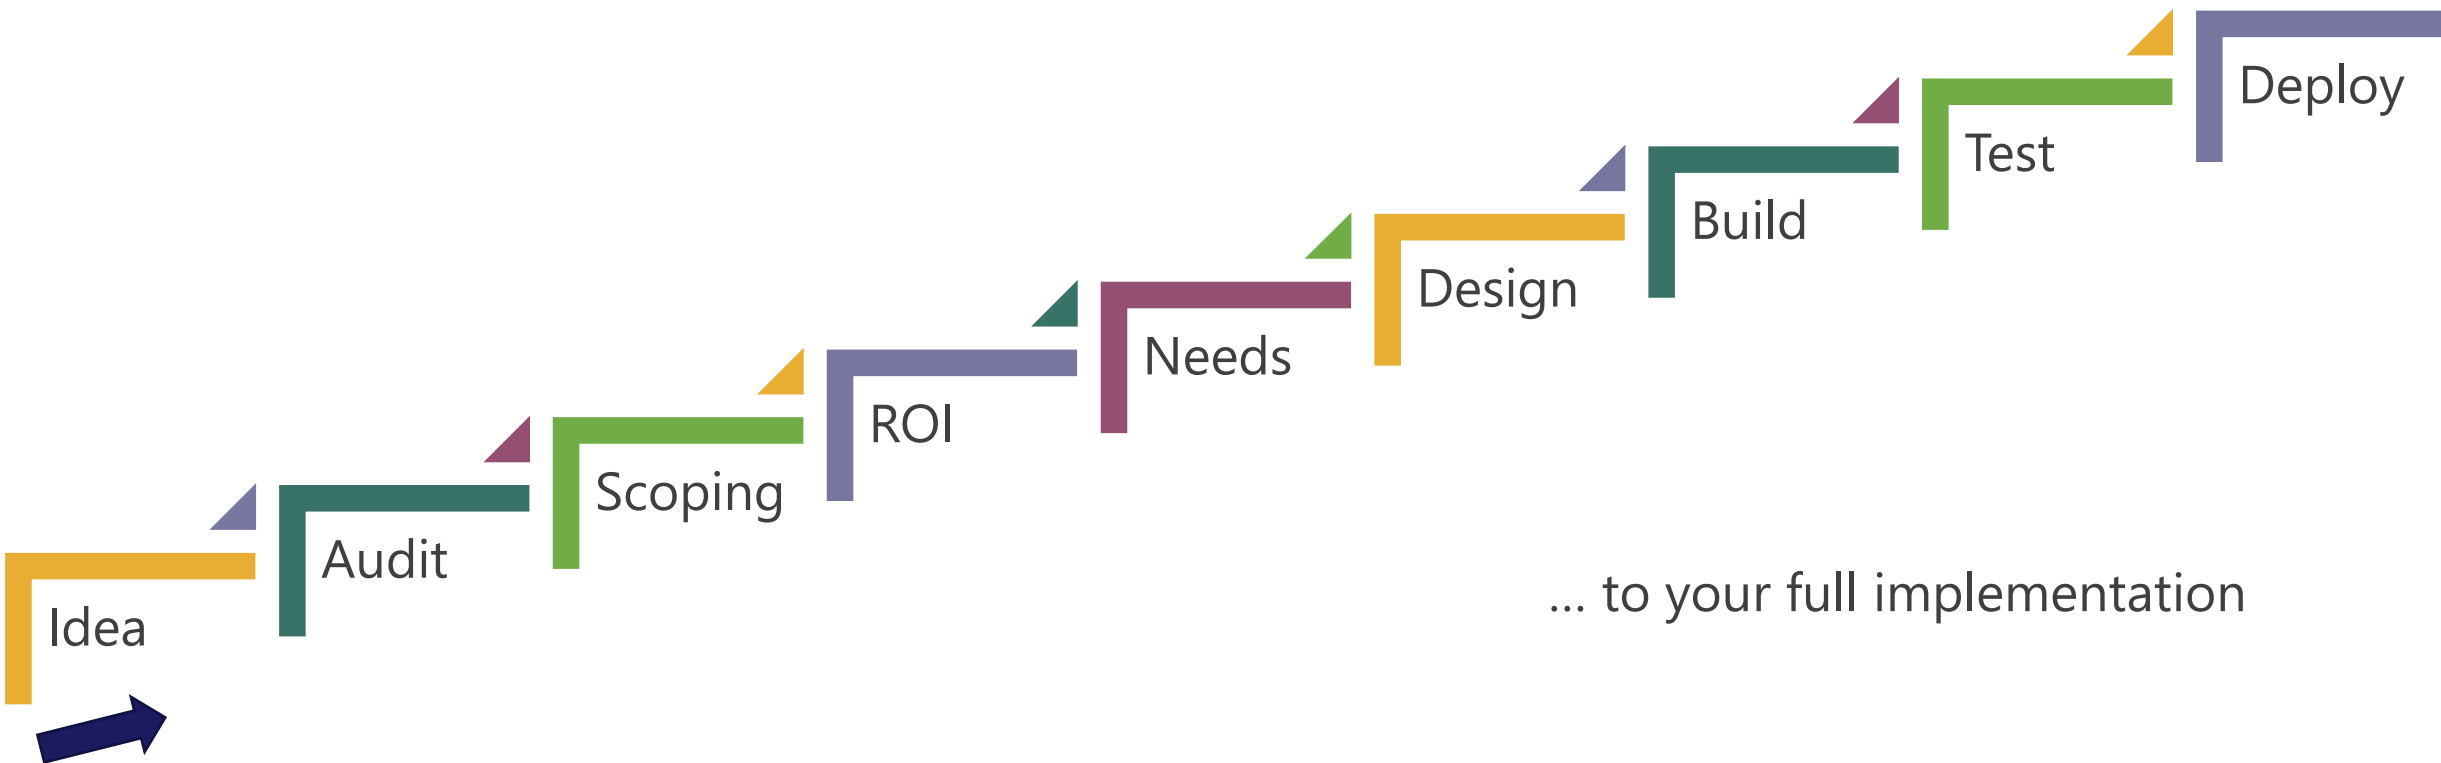 Idea
Audit
Scoping
ROI
Needs
Design
Build
Test
Deploy
... to your full implementation